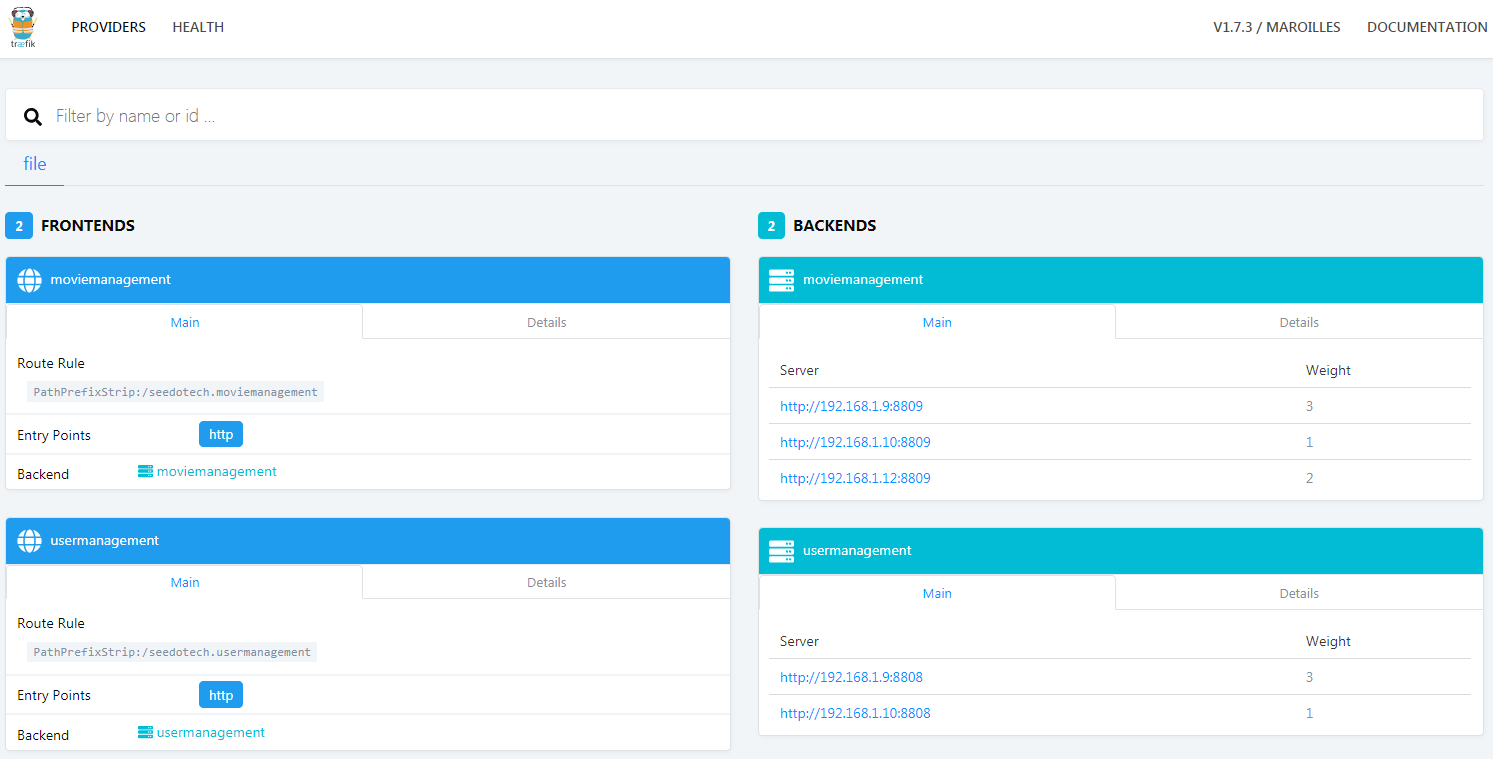 træfik
PROVIDERS HEALTH V1.7.3 / MAROILLES DOCUMENTATION
Filter by name or id ...
file
2 FRONTENDS
moviemanagement
Main Details
Route Rule
PathPrefixStrip:/seedotech.moviemanagement
Entry Points http
Backend moviemanagement
usermanagement
Main Details
Route Rule
PathPrefixStrip:/seedotech.usermanagement
Entry Points http
Backend usermanagement
2 BACKENDS
moviemanagement
Main Details
Server Weight
http://192.168.1.9:8809 3
http://192.168.1.10:8809 1
http://192.168.1.12:8809 2
usermanagement
Main Details
Server Weight
http://192.168.1.9:8808 3
http://192.168.1.10:8808 1